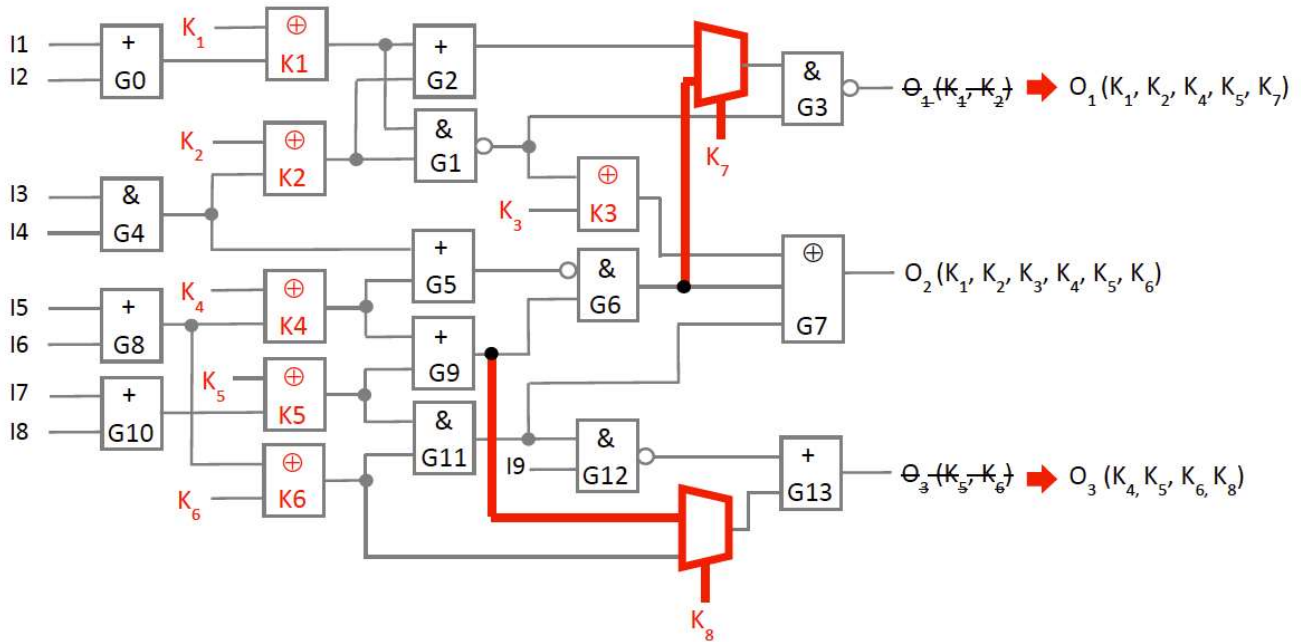 I1
I2
+
G0
K1
⊕
K1
+
G2
&
G3
O1 (K1, K2)
O1 (K1, K2, K4, K5, K7)
K2
⊕
K2
&
G1
K7
I3
I4
&
G4
K3
⊕
K3
+
G5
&
G6
⊕
G7
O2 (K1, K2, K3, K4, K5, K6)
I5
I6
+
G8
K4
⊕
K4
+
G9
I7
I8
+
G10
K5
⊕
K5
&
G11
I9
&
G12
+
G13
O3 (K5, K6)
O3 (K4, K5, K6, K8)
K6
⊕
K6
K8